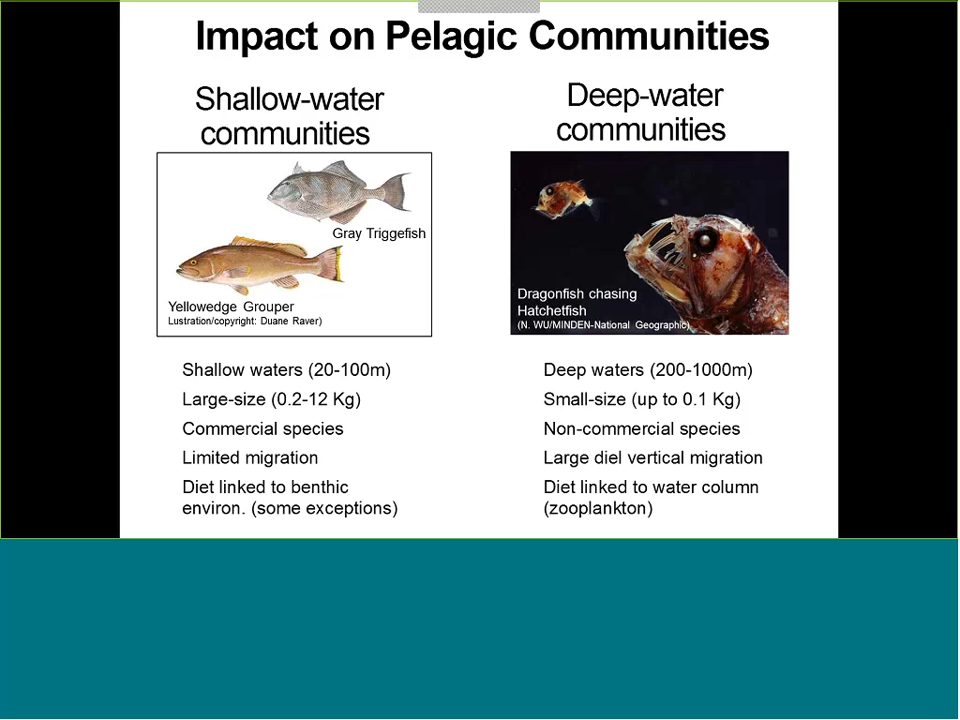 Impact on Pelagic Communities
Shallow-water
communities
Gray Triggefish
Yellowedge Grouper
Lustration/copyright: Duane Raver)
Shallow waters (20-100m)
Large-size (0.2-12 Kg)
Commercial species
Limited migration
Diet linked to benthic
environ. (some exceptions)
Deep-water
communities
Dragonfish chasing
Hatchetfish
(N. WU/MINDEN-National Geographic)
Deep waters (200-1000m)
Small-size (up to 0.1 Kg)
Non-commercial species
Large diel vertical migration
Diet linked to water column
(zooplankton)